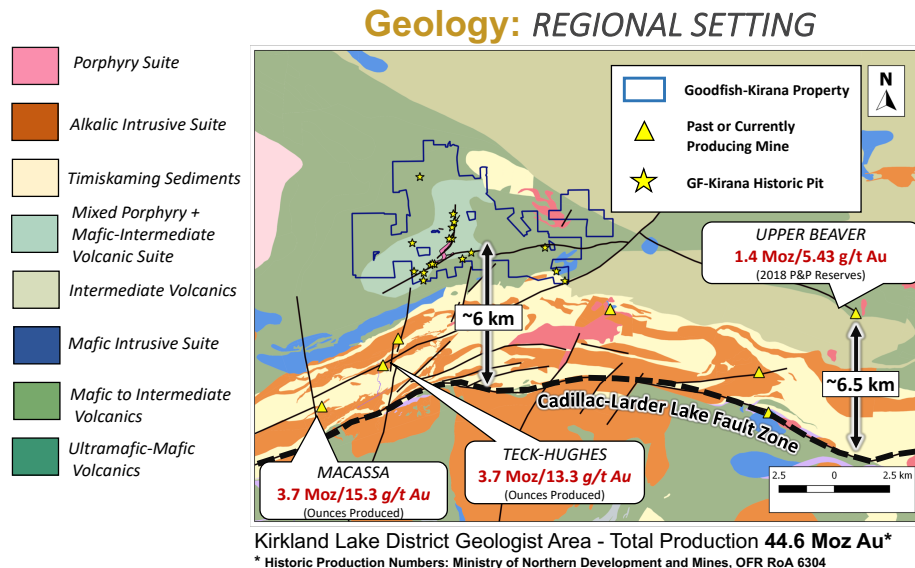 Geology: REGIONAL SETTING
Porphyry Suite
Alkalic Intrusive Suite
Timiskaming Sediments
Mixed Porphyry +
Mafic-Intermediate
Volcanic Suite
Intermediate Volcanics
Mafic Intrusive Suite
Mafic to Intermediate
Volcanics
Ultramafic-Mafic
Volcanics
Goodfish-Kirana Property
Past or Currently
Producing Mine
GF-Kirana Historic Pit
N
UPPER BEAVER
1.4 Moz/5.43 g/t Au
(2018 P&P Reserves)
~6 km
~6.5 km
Cadillac-Larder Lake Fault Zone
MACASSA
3.7 Moz/15.3 g/t Au
(Ounces Produced)
TECK-HUGHES
3.7 Moz/13.3 g/t Au
(Ounces Produced)
2.5 0 2.5 km
Kirkland Lake District Geologist Area - Total Production 44.6 Moz Au*
* Historic Production Numbers: Ministry of Northern Development and Mines, OFR RoA 6304